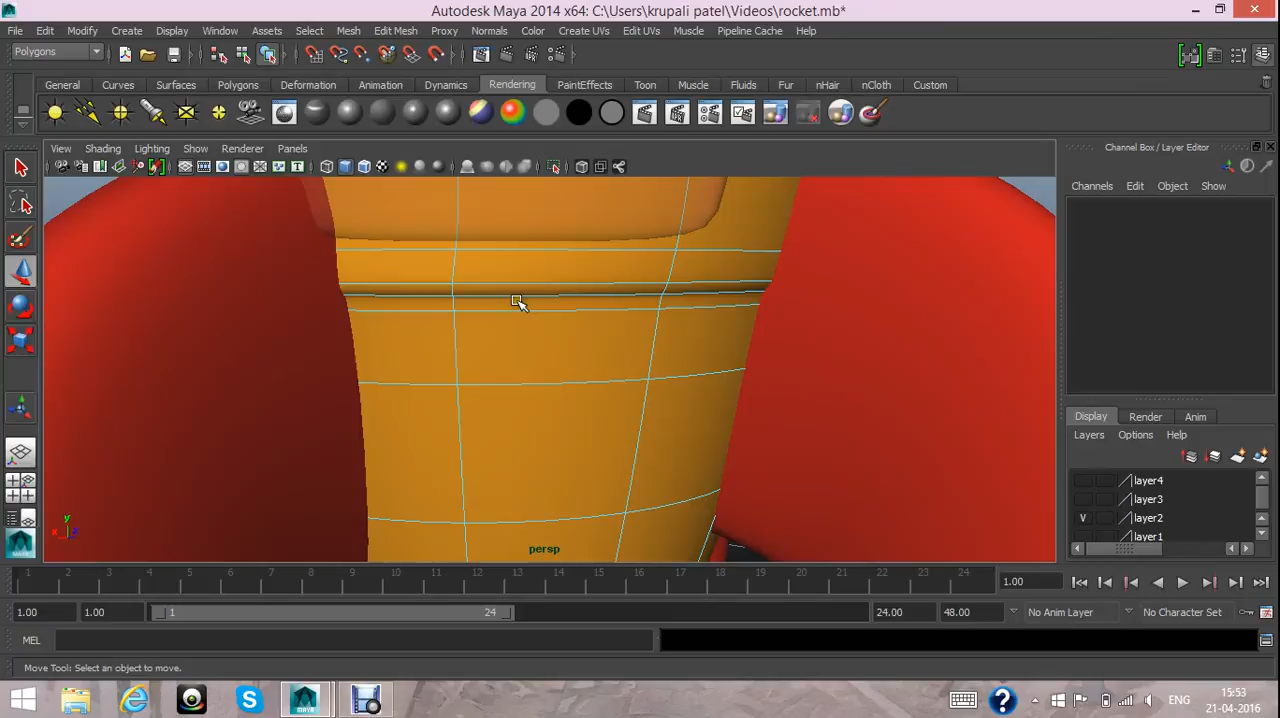 Autodesk Maya 2014 x64: C:\Users\krupali patel\Videos\rocket.mb*
File Edit Modify Create Display Window Assets Select Mesh Edit Mesh Proxy Normals Color Create UVs Edit UVs Muscle Pipeline Cache Help
Polygons
General Curves Surfaces Polygons Deformation Animation Dynamics Rendering PaintEffects Toon Muscle Fluids Fur nHair nCloth Custom
View Shading Lighting Show Renderer Panels
Channel Box / Layer Editor
Channels Edit Object Show
Display Render Anim
Layers Options Help
layer4
layer3
V layer2
layer1
y
x
persp
1 2 3 4 5 6 7 8 9 10 11 12 13 14 15 16 17 18 19 20 21 22 23 24 1.00
1.00 1.00 1 24 24.00 48.00 No Anim Layer No Character Set
MEL
Move Tool: Select an object to move.
ENG
15:53
21-04-2016